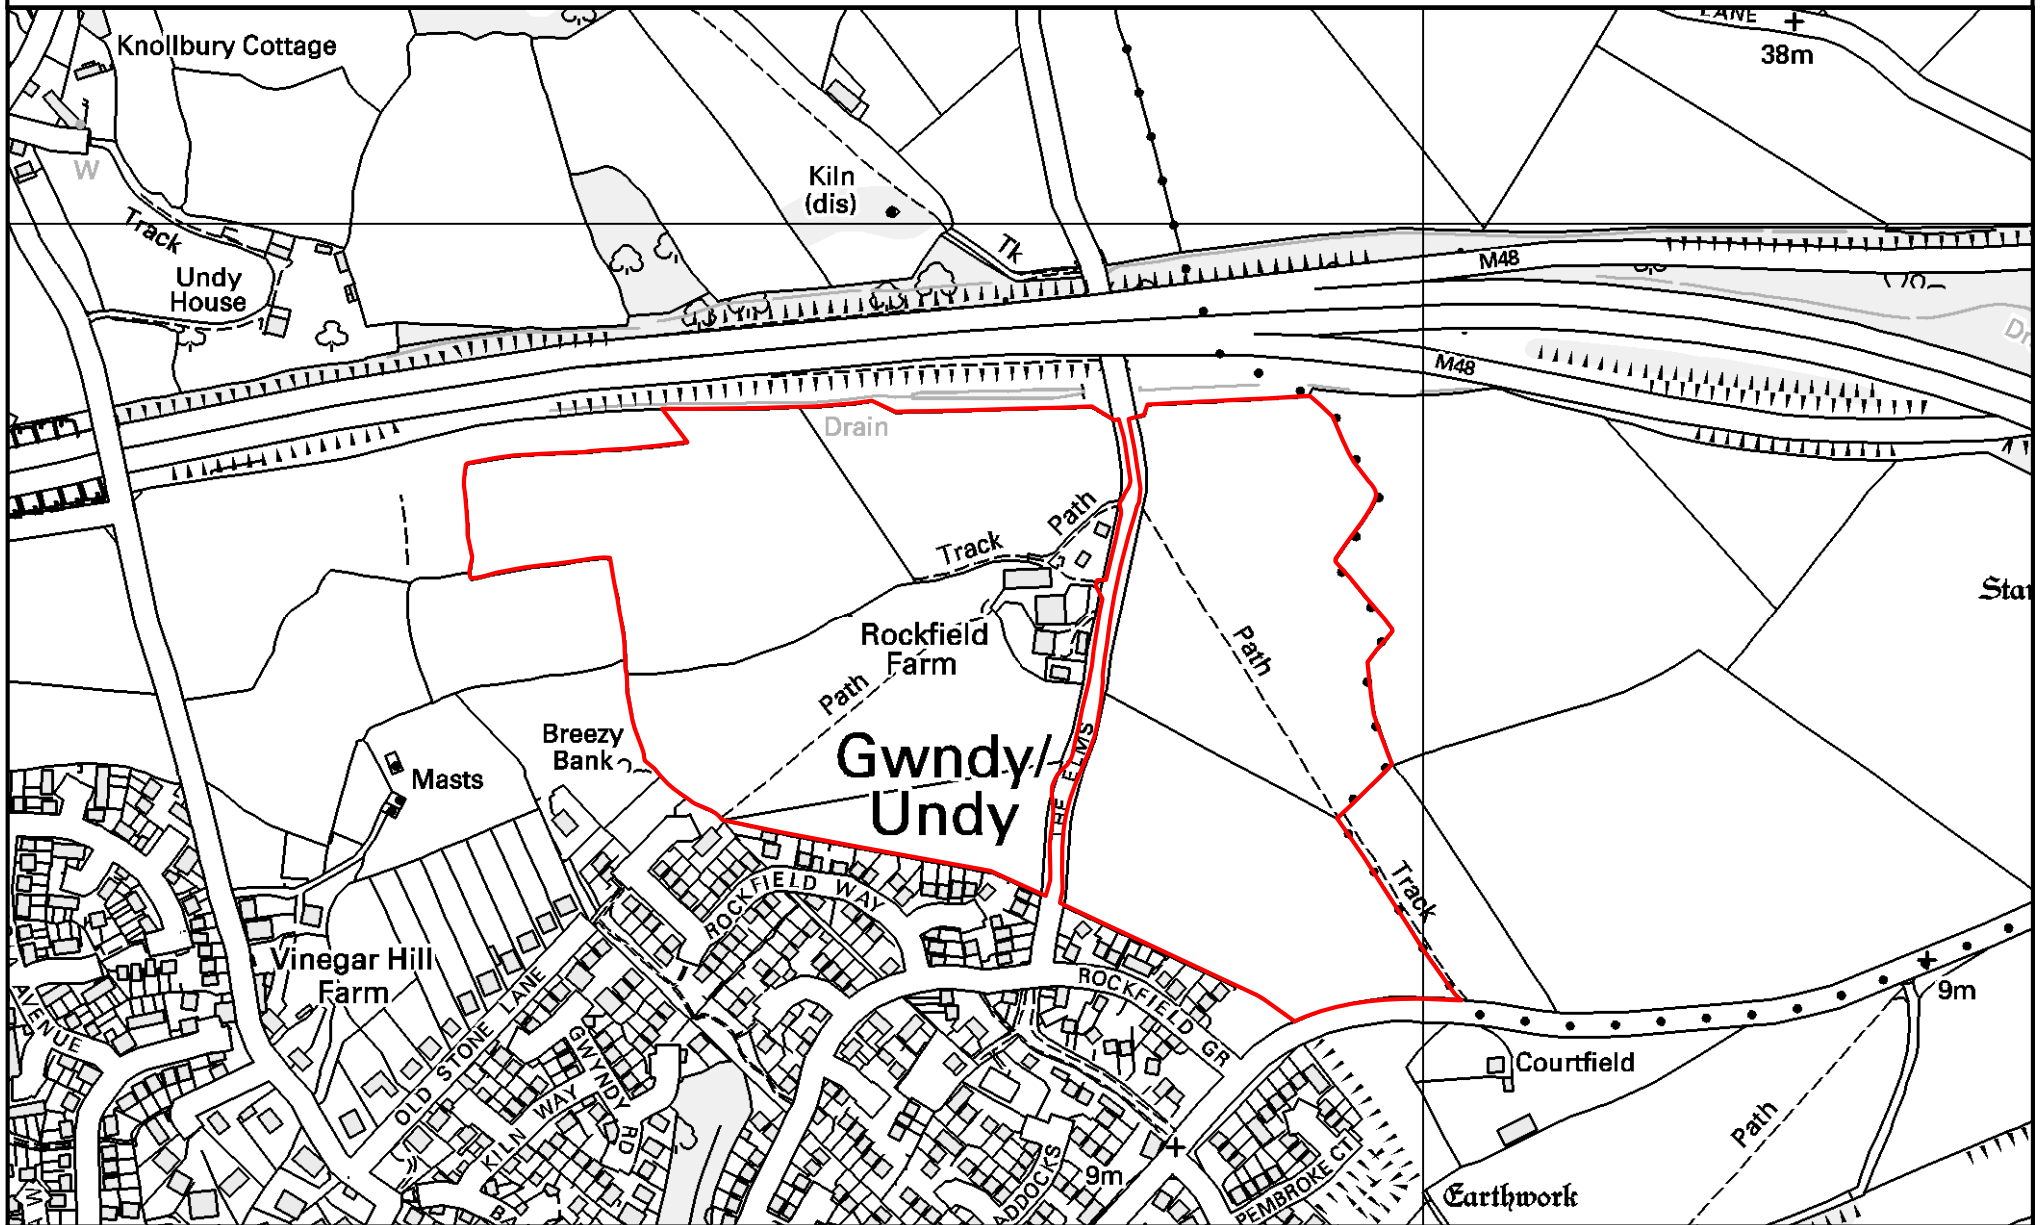 LANE
38m
Knollbury Cottage
W
Track
Undy
House
Kiln
(dis)
Tk
M48
M48
Drain
Path
Track
Rockfield
Farm
Path
Path
Breezy
Bank
Masts
Gwndy/
Undy
THE ELMS
Track
ROCKFIELD WAY
Vinegar Hill
Farm
AVENUE
OLD STONE LANE
GWYNDY RD
KILN WAY
ROCKFIELD GR
9m
Courtfield
Path
9m
PEMBROKE CT
Earthwork